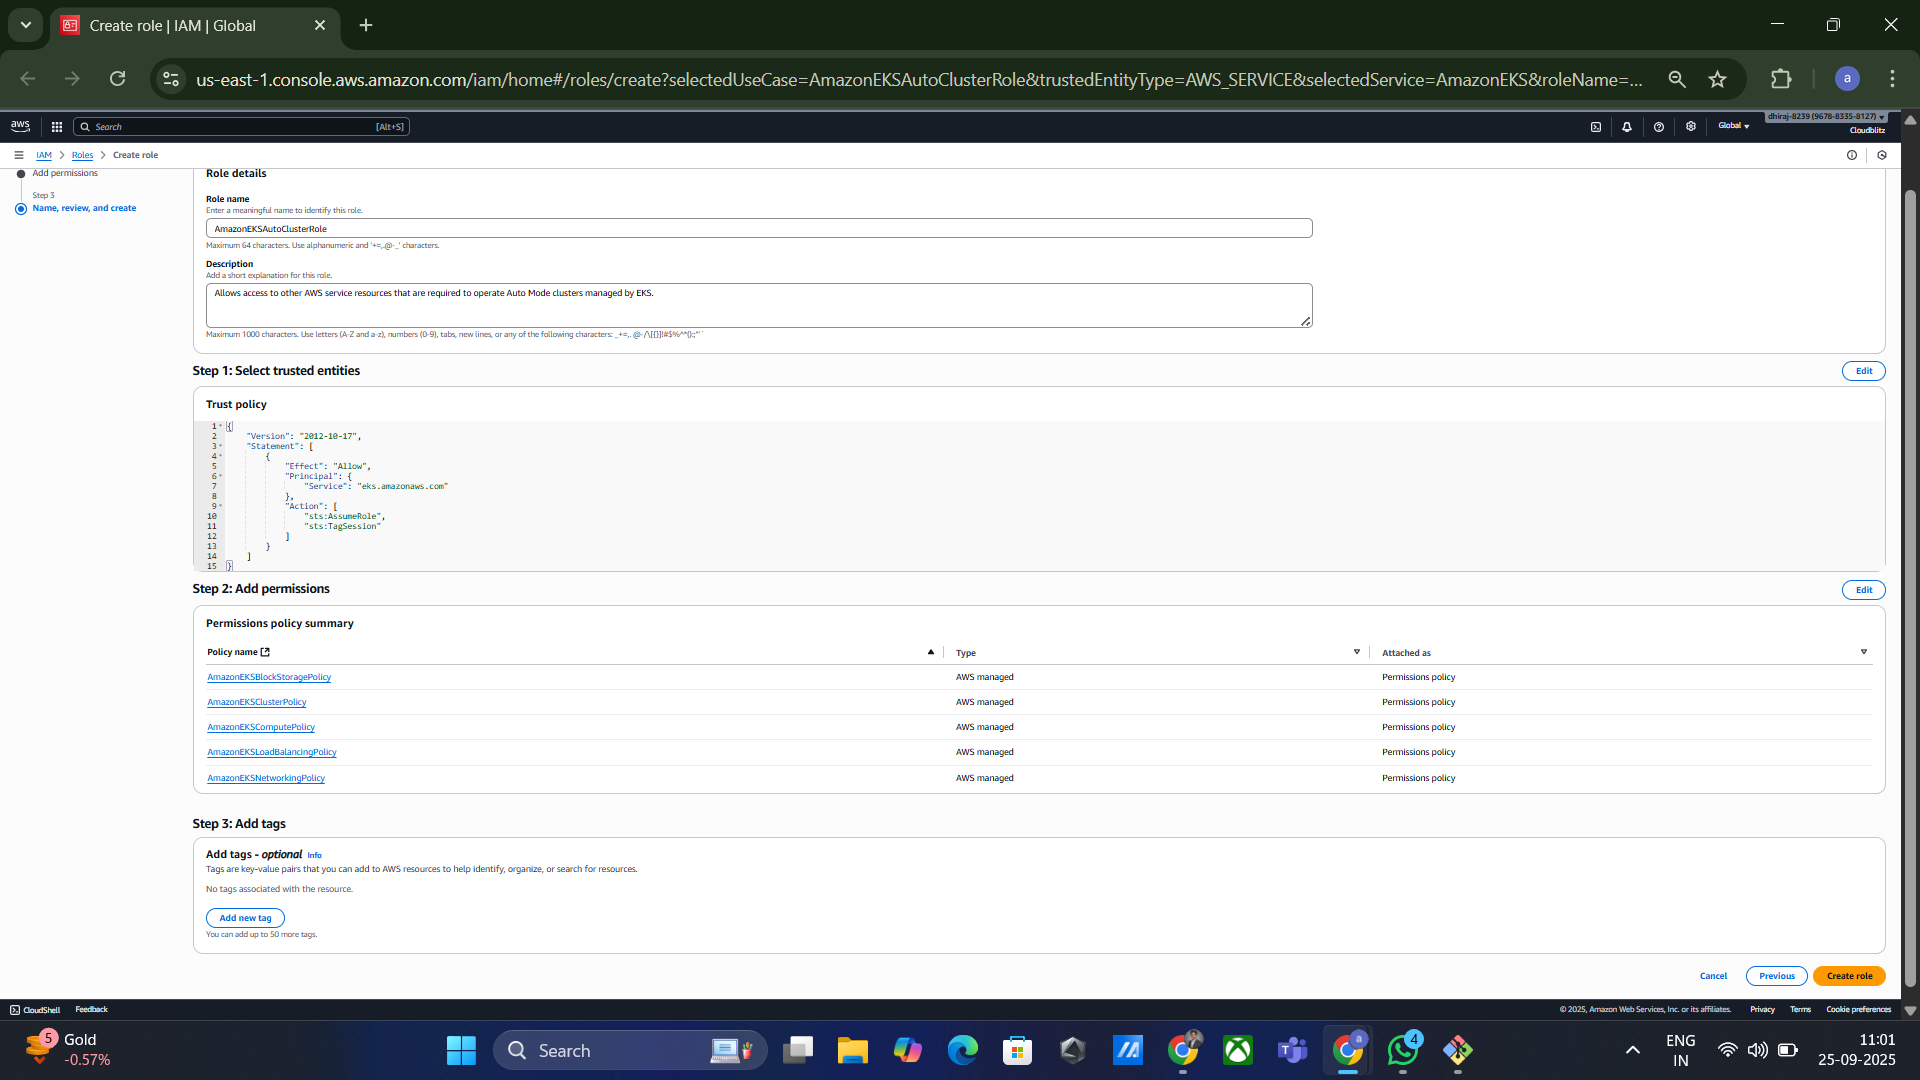 Create role | IAM | Global
us-east-1.console.aws.amazon.com/iam/home#/roles/create?selectedUseCase=AmazonEKSAutoClusterRole&trustedEntityType=AWS_SERVICE&selectedService=AmazonEKS&roleName=...
a
aws
Search
[Alt+S]
Global
dhiraj-8239 (9678-8335-8127)
Cloudblitz
IAM > Roles > Create role
Add permissions
Step 3
Name, review, and create
Role details
Role name
Enter a meaningful name to identify this role.
AmazonEKSAutoClusterRole
Maximum 64 characters. Use alphanumeric and '+=,.@-_' characters.
Description
Add a short explanation for this role.
Allows access to other AWS service resources that are required to operate Auto Mode clusters managed by EKS.
Maximum 1000 characters. Use letters (A-Z and a-z), numbers (0-9), tabs, new lines, or any of the following characters:
Step 1: Select trusted entities
Edit
Trust policy
1 {
2 "Version": "2012-10-17",
3 "Statement": [
4 {
5 "Effect": "Allow",
6 "Principal": {
7 "Service": "eks.amazonaws.com"
8 },
9 "Action": [
10 "sts:AssumeRole",
11 "sts:TagSession"
12 ]
13 }
14 ]
15 }
Step 2: Add permissions
Edit
Permissions policy summary
Policy name Type Attached as
AmazonEKSBlockStoragePolicy AWS managed Permissions policy
AmazonEKSClusterPolicy AWS managed Permissions policy
AmazonEKSComputePolicy AWS managed Permissions policy
AmazonEKSLoadBalancingPolicy AWS managed Permissions policy
AmazonEKSNetworkingPolicy AWS managed Permissions policy
Step 3: Add tags
Add tags - optional Info
Tags are key-value pairs that you can add to AWS resources to help identify, organize, or search for resources.
No tags associated with the resource.
Add new tag
You can add up to 50 more tags.
Cancel Previous Create role
CloudShell Feedback
© 2025, Amazon Web Services, Inc. or its affiliates. Privacy Terms Cookie preferences
5
Gold
-0.57%
Search
a
4
ENG
IN
11:01
25-09-2025